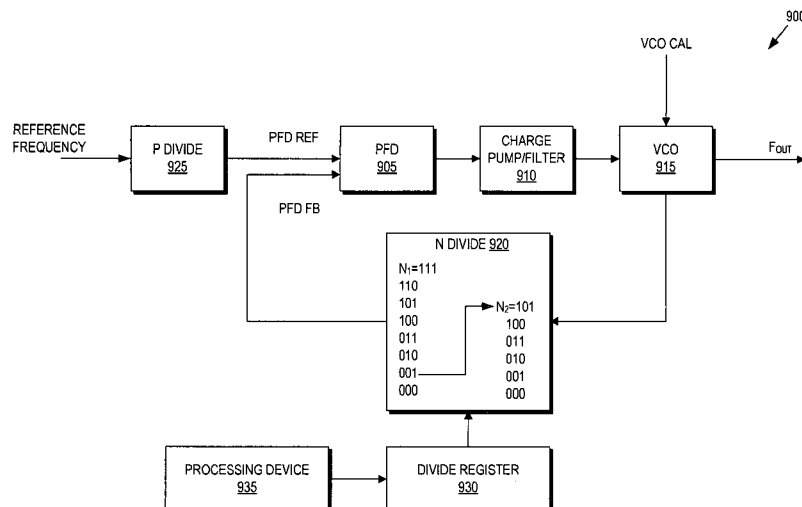 900
VCO CAL
REFERENCE
FREQUENCY
P DIVIDE
925
PFD REF
PFD
905
CHARGE
PUMP/FILTER
910
VCO
915
FOUT
PFD FB
N DIVIDE 920
N1=111
110
101
100
011
010
001
000
N2=101
100
011
010
001
000
PROCESSING DEVICE
935
DIVIDE REGISTER
930